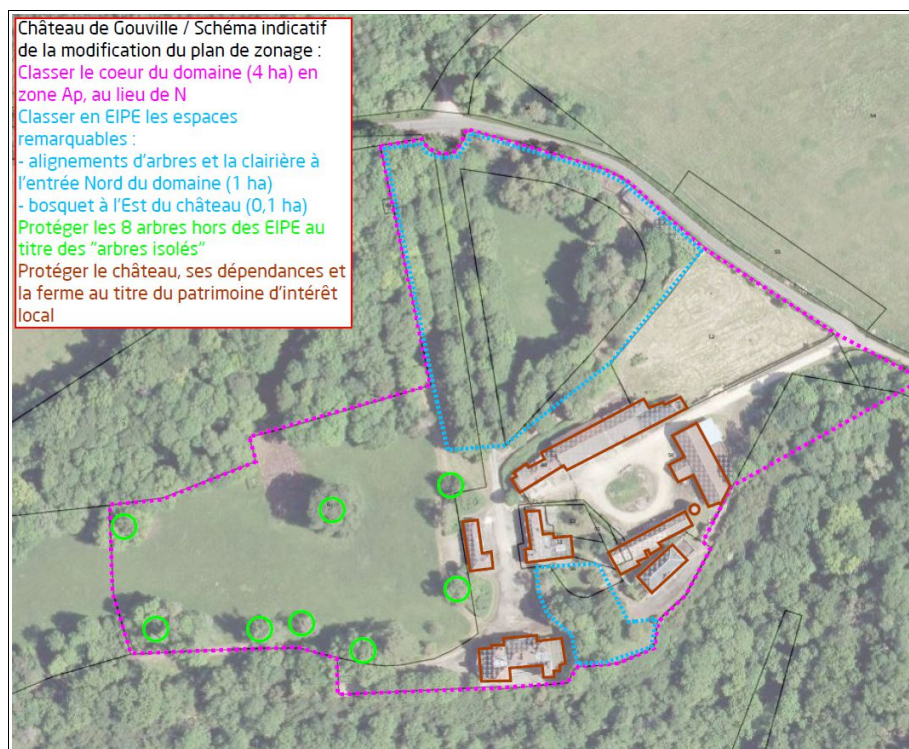 Château de Gouville / Schéma indicatif
de la modification du plan de zonage :
Classer le coeur du domaine (4 ha) en
zone Ap, au lieu de N
Classer en EIPE les espaces
remarquables :
- alignements d'arbres et la clairière à
l'entrée Nord du domaine (1 ha)
- bosquet à l'Est du château (0,1 ha)
Protéger les 8 arbres hors des EIPE au
titre des "arbres isolés"
Protéger le château, ses dépendances et
la ferme au titre du patrimoine d'intérêt
local